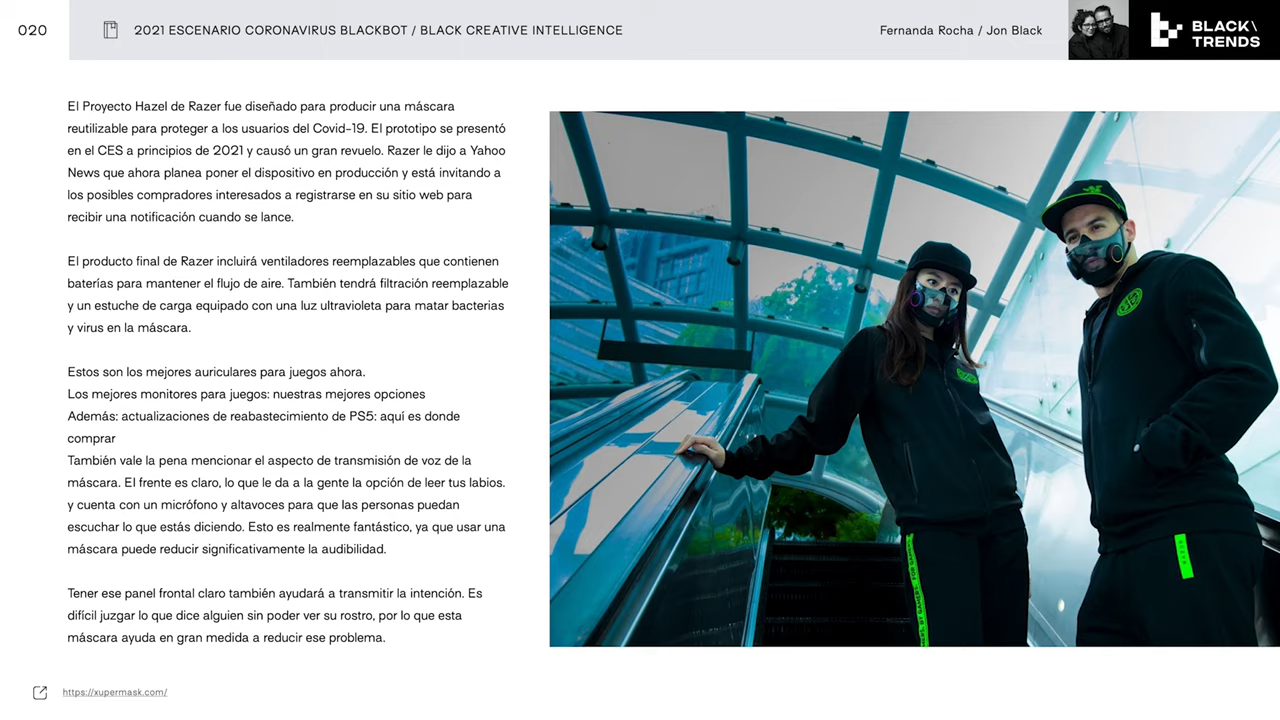 020
2021 ESCENARIO CORONAVIRUS BLACKBOT / BLACK CREATIVE INTELLIGENCE
Fernanda Rocha / Jon Black
BLACK\
TRENDS
El Proyecto Hazel de Razer fue diseñado para producir una máscara
reutilizable para proteger a los usuarios del Covid-19. El prototipo se presentó
en el CES a principios de 2021 y causó un gran revuelo. Razer le dijo a Yahoo
News que ahora planea poner el dispositivo en producción y está invitando a
los posibles compradores interesados a registrarse en su sitio web para
recibir una notificación cuando se lance.
El producto final de Razer incluirá ventiladores reempzables que contienen
baterías para mantener el flujo de aire. También tendrá filtración reemplazable
y un estuche de carga equipado con una luz ultravioleta para matar bacterias
y virus en la máscara.
Estos son los mejores auriculares para juegos ahora.
Los mejores monitores para juegos: nuestras mejores opciones
Además: actualizaciones de reabastecimiento de PS5: aquí es donde
comprar
También vale la pena mencionar el aspecto de transmisión de voz de la
máscara. El frente es claro, lo que le da a la gente la opción de leer tus labios.
y cuenta con un micrófono y altavoces para que las personas puedan
escuchar lo que estás diciendo. Esto es realmente fantástico, ya que usar una
máscara puede reducir significativamente la audibilidad.
Tener ese panel frontal claro también ayudará a transmitir la intención. Es
difícil juzgar lo que dice alguien sin poder ver su rostro, por lo que esta
máscara ayuda en gran medida a reducir ese problema.
https://xupermask.com/